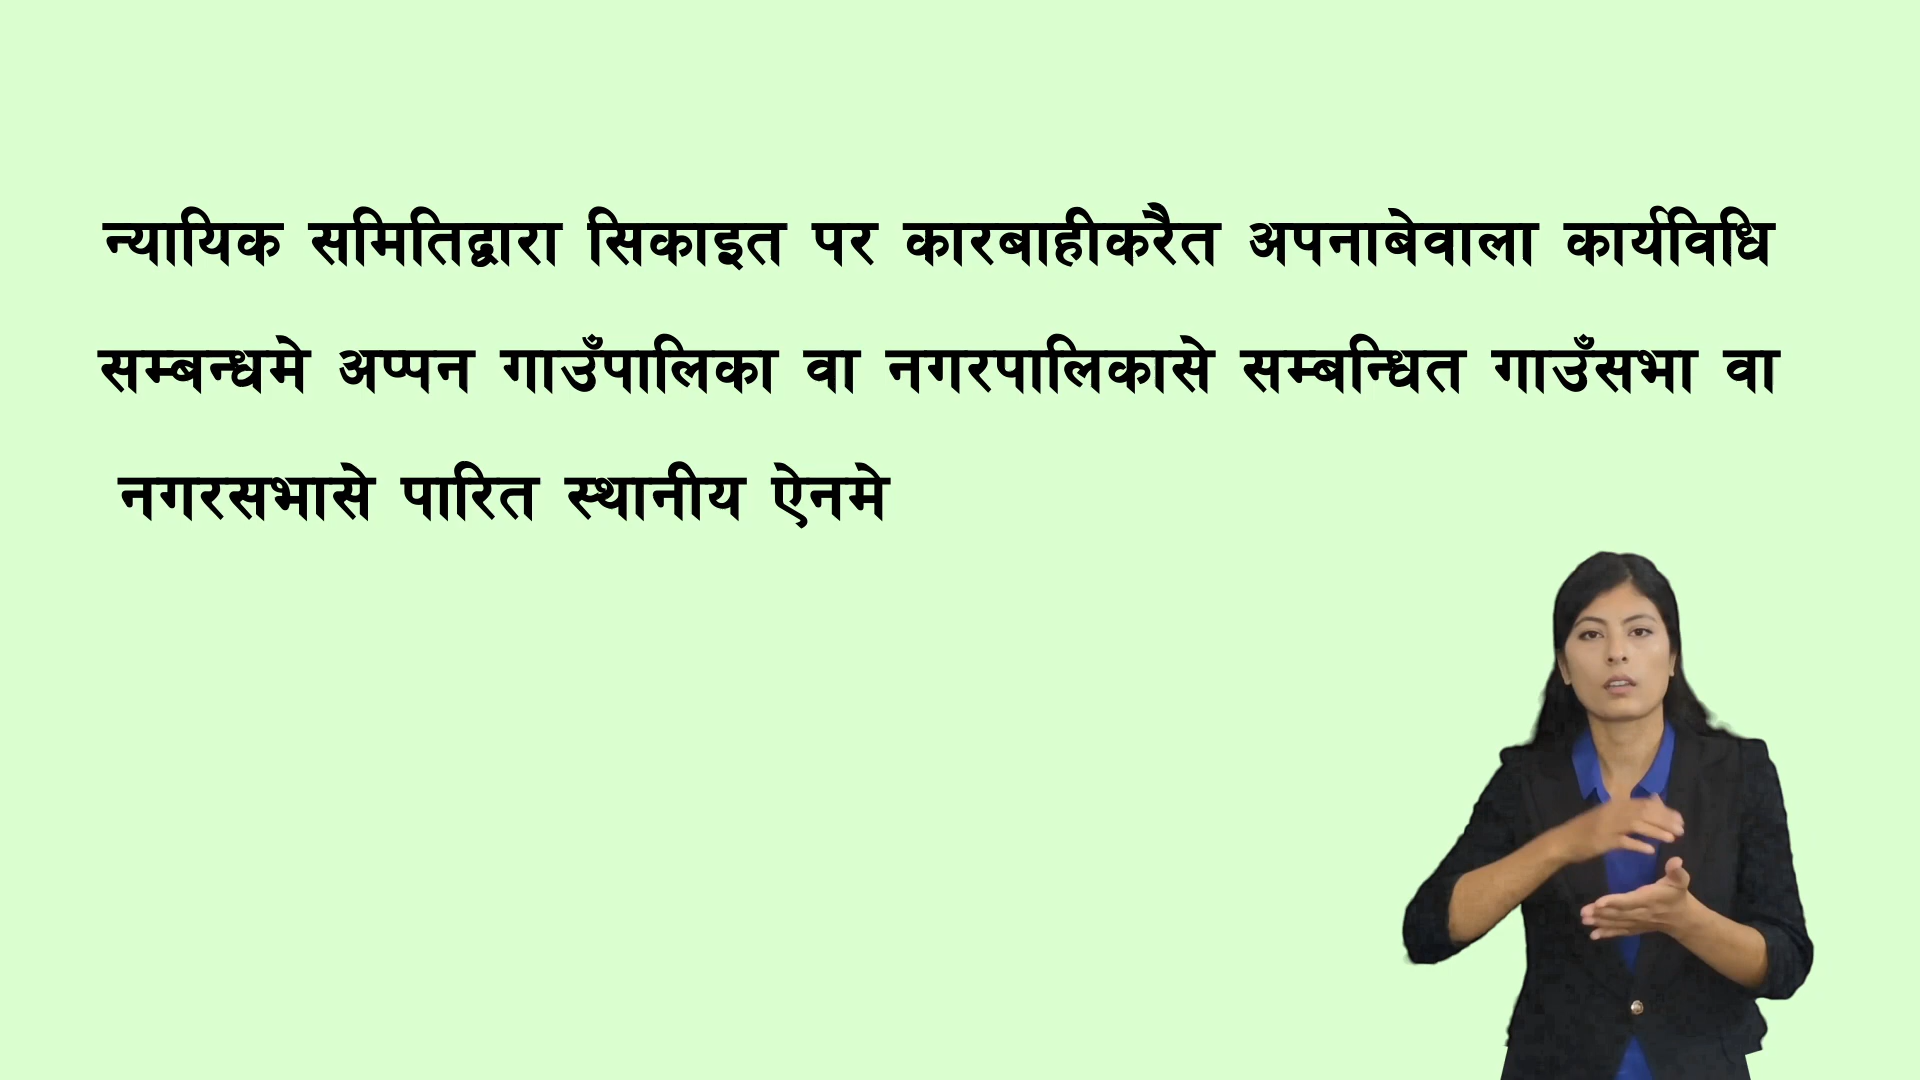 न्यायिक समितिद्वारा सिकाइत पर कारबाहीकरैत अपनाबेवाला कार्यविधि
सम्बन्धमे अप्पन गाउँपालिका वा नगरपालिकासे सम्बन्धित गाउँसभा वा
नगरसभासे पारित स्थानीय ऐनमे